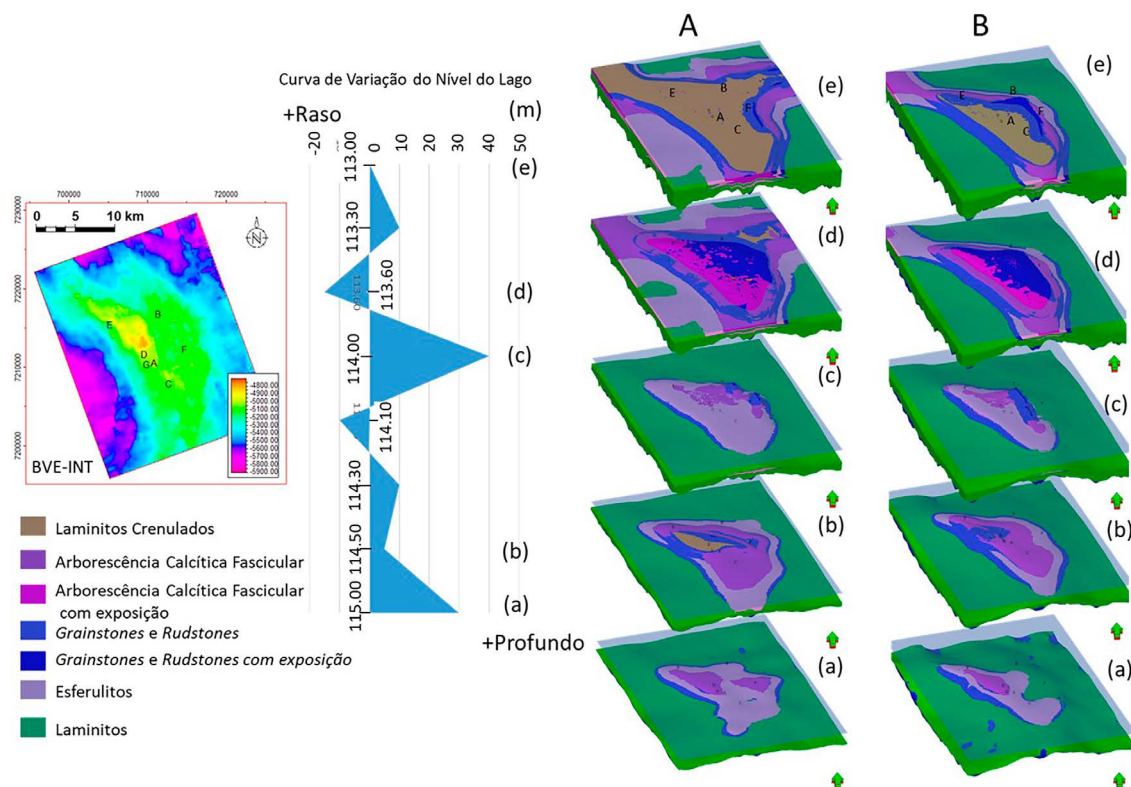 A
B
Curva de Variação do Nível do Lago
+Raso
(m)
-20
0
10
20
30
40
50
113.00
113.30
113.60
113.60
114.00
114.10
114.30
114.50
115.00
(e)
(d)
(c)
(b)
(a)
+Profundo
700000
710000
720000
0 5 10 km
N
7230000
7220000
7210000
7200000
E
B
D
G A
F
C
-4800.00
-4900.00
-5000.00
-5100.00
-5200.00
-5300.00
-5400.00
-5500.00
-5600.00
-5700.00
-5800.00
-5900.00
BVE-INT
Laminitos Crenulados
Arborescência Calcítica Fascicular
Arborescência Calcítica Fascicular
com exposição
Grainstones e Rudstones
Grainstones e Rudstones com exposição
Esferulitos
Laminitos
(e)
E
B
F
A
C
(d)
(c)
(b)
(a)
(e)
E
B
F
A
(d)
(c)
(b)
(a)